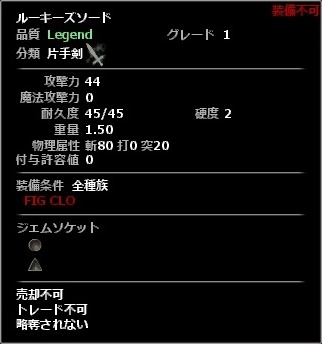 装備不可
ルーキーズソード
品質 Legend グレード 1
分類 片手剣
攻撃力 44
魔法攻撃力 0
耐久度 45/45 硬度 2
重量 1.50
物理属性 斬80 打0 突20
付与許容値 0
装備条件 全種族
FIG CLO
ジェムソケット
売却不可
トレード不可
略奪されない